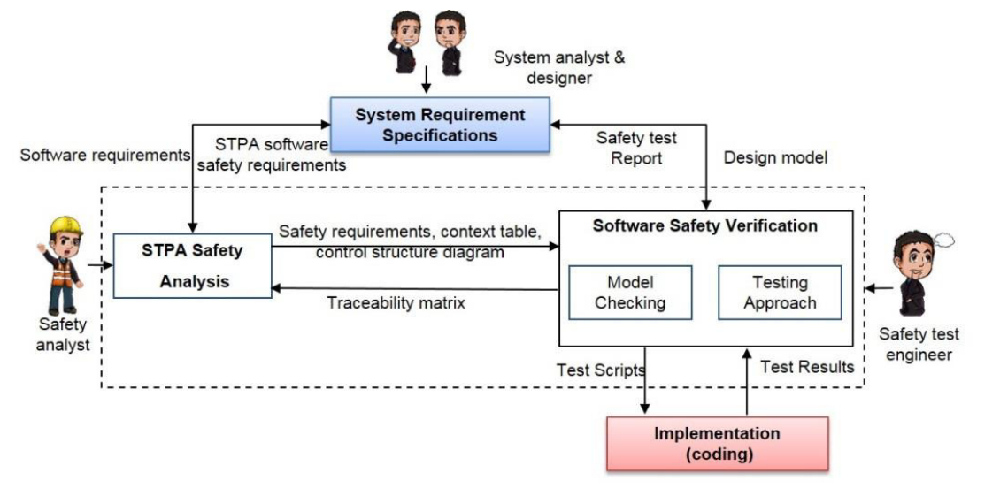 System analyst &
designer
System Requirement
Specifications
Software requirements
STPA software
safety requirements
Safety test
Report
Design model
Safety analyst
STPA Safety
Analysis
Safety requirements, context table,
control structure diagram
Traceability matrix
Software Safety Verification
Model
Checking
Testing
Approach
Safety test
engineer
Test Scripts
Test Results
Implementation
(coding)